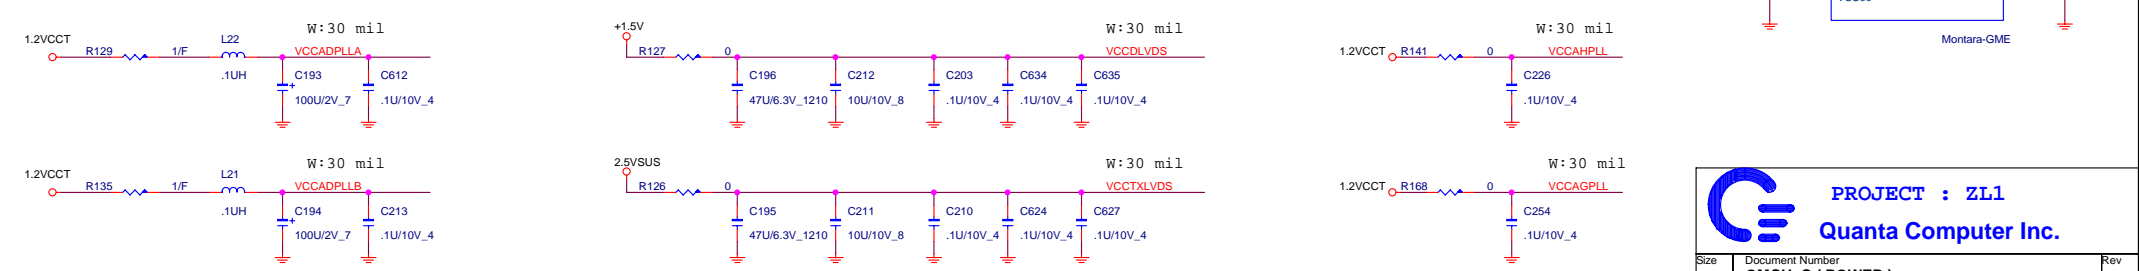 Montara-GME
1.2VCCT R129 1/F L22 .1UH W:30 mil VCCADPLLA
C193 100U/2V_7 C612 .1U/10V_4
+1.5V R127 0 W:30 mil VCCDLVDS
C196 47U/6.3V_1210 C212 10U/10V_8 C203 .1U/10V_4 C634 .1U/10V_4 C635 .1U/10V_4
1.2VCCT R141 0 W:30 mil VCCAHPLL
C226 .1U/10V_4
1.2VCCT R135 1/F L21 .1UH W:30 mil VCCADPLLB
C194 100U/2V_7 C213 .1U/10V_4
2.5VSUS R126 0 W:30 mil VCCTXLVDS
C195 47U/6.3V_1210 C211 10U/10V_8 C210 .1U/10V_4 C624 .1U/10V_4 C627 .1U/10V_4
1.2VCCT R168 0 W:30 mil VCCAGPLL
C254 .1U/10V_4
PROJECT : ZL1
Quanta Computer Inc.
Size Document Number Rev